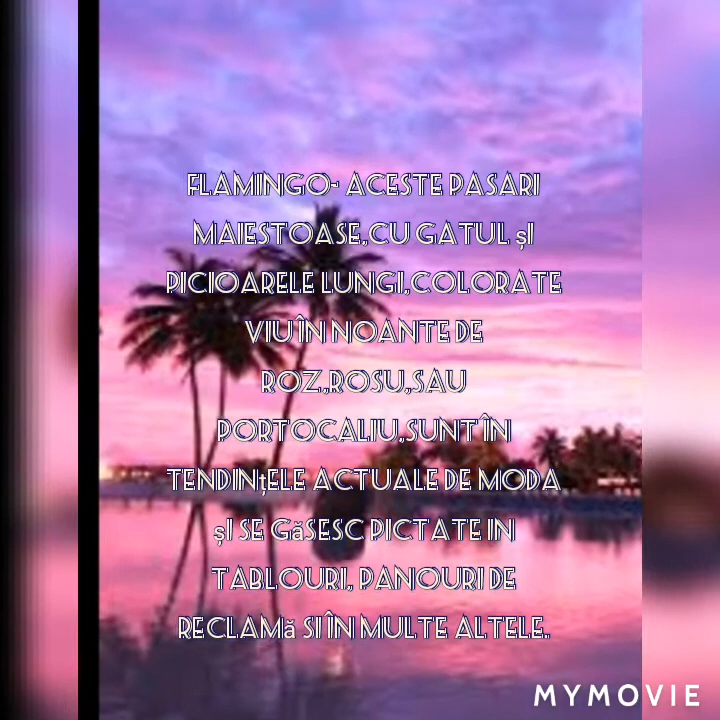 FLAMINGO- ACESTE PASARI
MAIESTOASE,CU GATUL șI
PICIOARELE LUNGI,COLORATE
VIU ÎN NOANTE DE
ROZ,ROSU,SAU
PORTOCALIU,SUNT ÎN
TENDINțELE ACTUALE DE MODA
șI SE GăSESC PICTATE IN
TABLOURI, PANOURI DE
RECLAMă SI ÎN MULTE ALTELE.
MYMOVIE